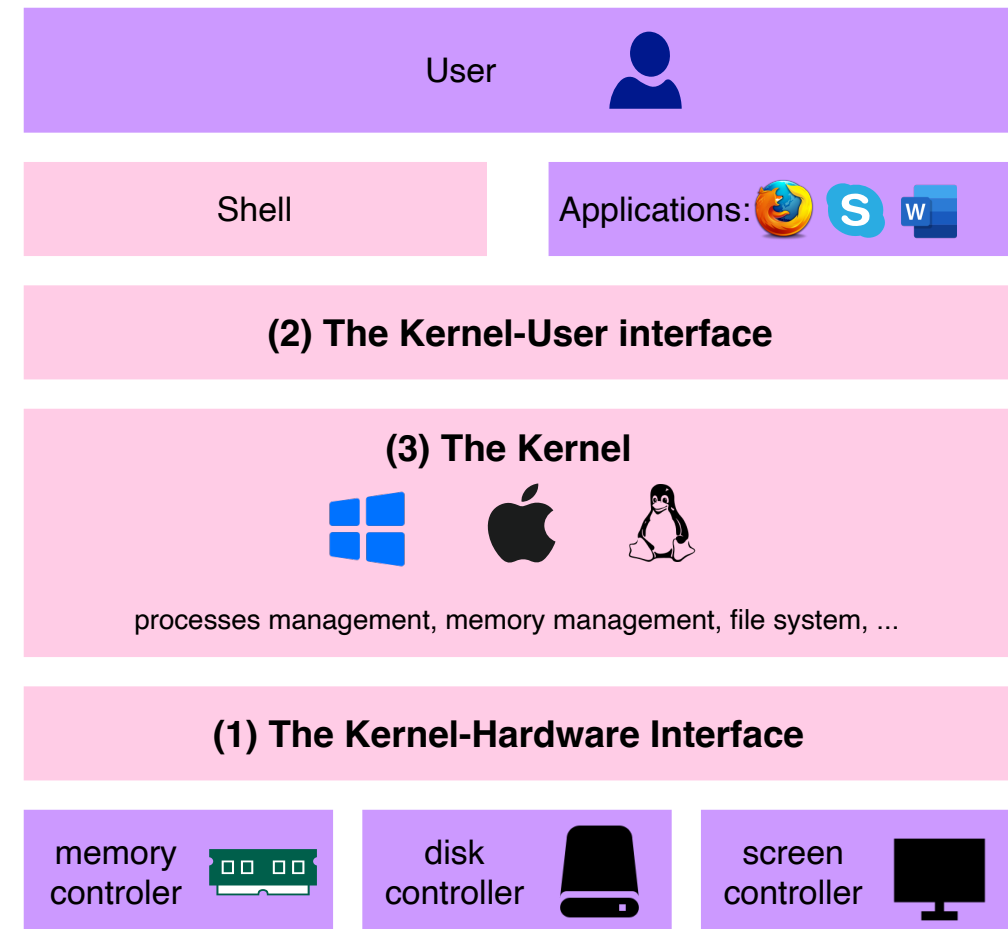 User
Shell
Applications:
S
W
(2) The Kernel-User interface
(3) The Kernel
processes management, memory management, file system, ...
(1) The Kernel-Hardware Interface
memory
controler
disk
controller
screen
controller